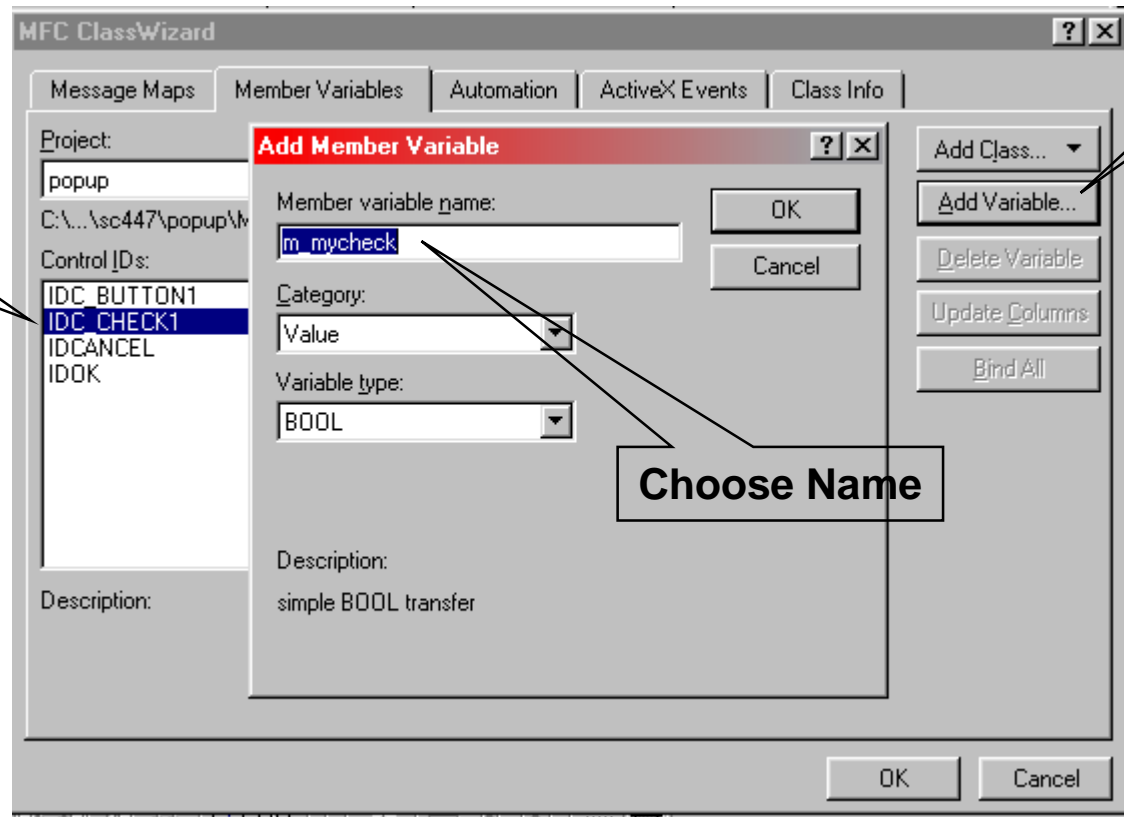 MFC ClassWizard
Message Maps
Member Variables
Automation
ActiveX Events
Class Info
Project:
popup
C:\...\sc447\popup\M
Control IDs:
IDC_BUTTON1
IDC_CHECK1
IDCANCEL
IDOK
Description:
Add Member Variable
Member variable name:
m_mycheck
Category:
Value
Variable type:
BOOL
Description:
simple BOOL transfer
OK
Cancel
Choose Name
Add Class...
Add Variable...
Delete Variable
Update Columns
Bind All
OK
Cancel